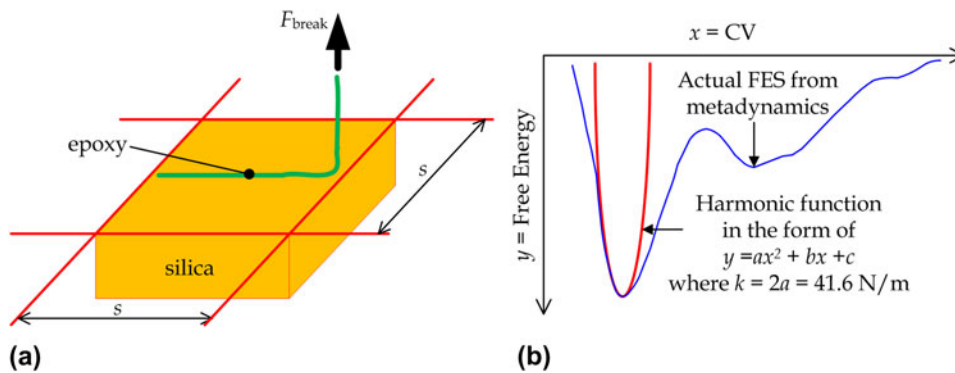 F_break
epoxy
s
silica
s
(a)
x = CV
y = Free Energy
Actual FES from
metadynamics
Harmonic function
in the form of
y =ax² + bx +c
where k = 2a = 41.6 N/m
(b)